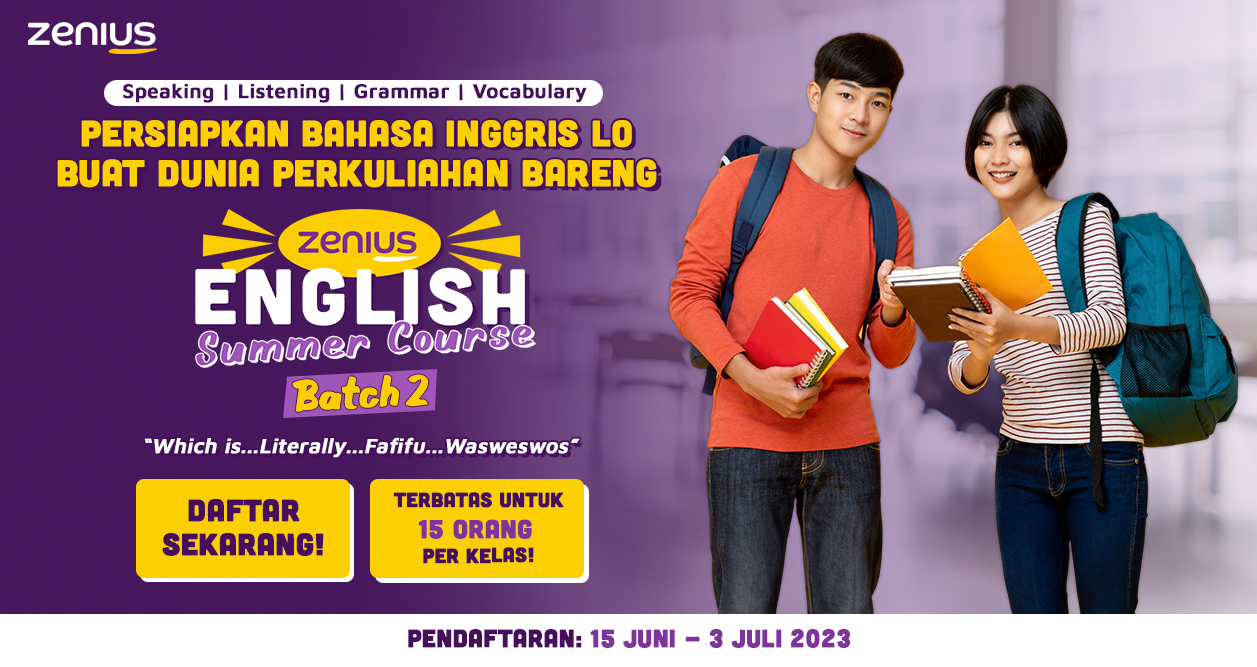 zenius
Speaking | Listening | Grammar | Vocabulary
PERSIAPKAN BAHASA INGGRIS LO
BUAT DUNIA PERKULIAHAN BARENG
zenius
ENGLISH
Summer Course
Batch 2
"Which is...Literally...Fafifu...Wasweswos"
DAFTAR
SEKARANG!
TERBATAS UNTUK
15 ORANG
PER KELAS!
PENDAFTARAN: 15 JUNI – 3 JULI 2023